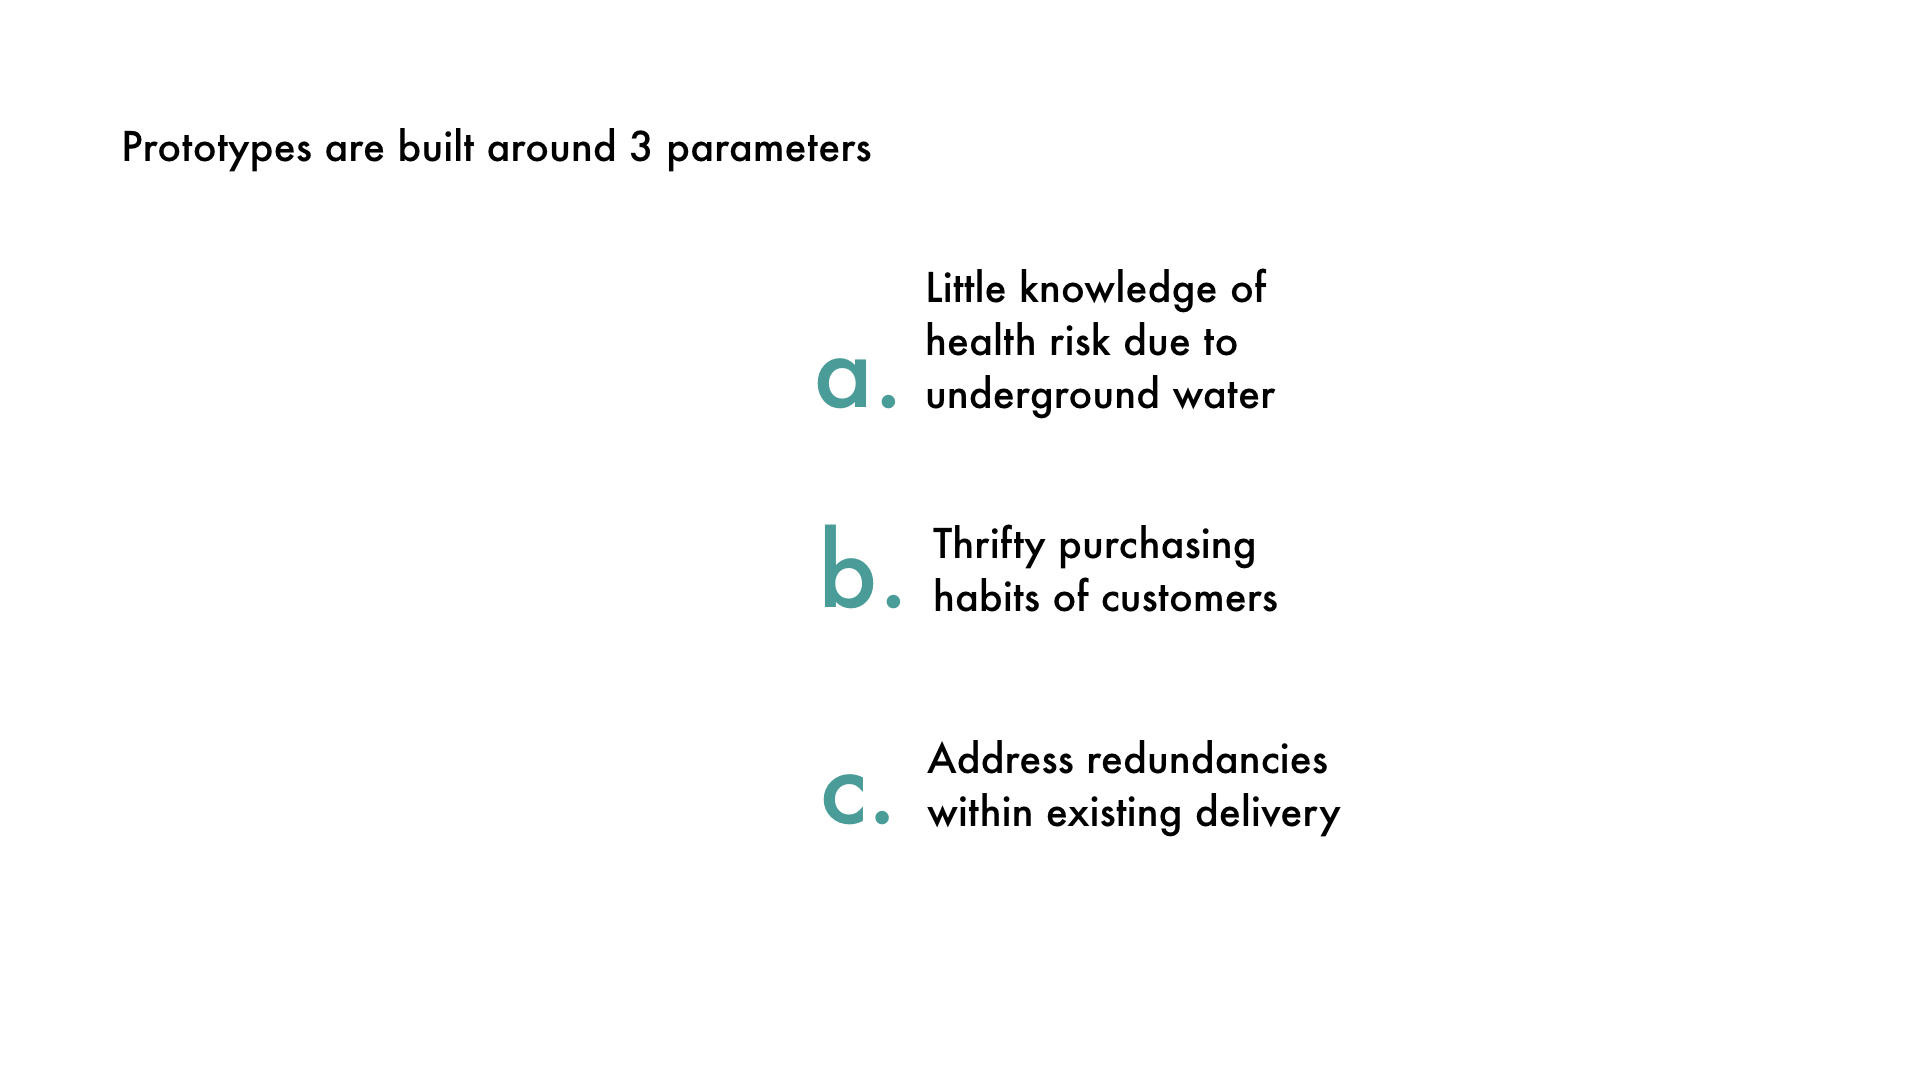 Prototypes are built around 3 parameters
a. Little knowledge of
health risk due to
underground water
b. Thrifty purchasing
habits of customers
c. Address redundancies
within existing delivery